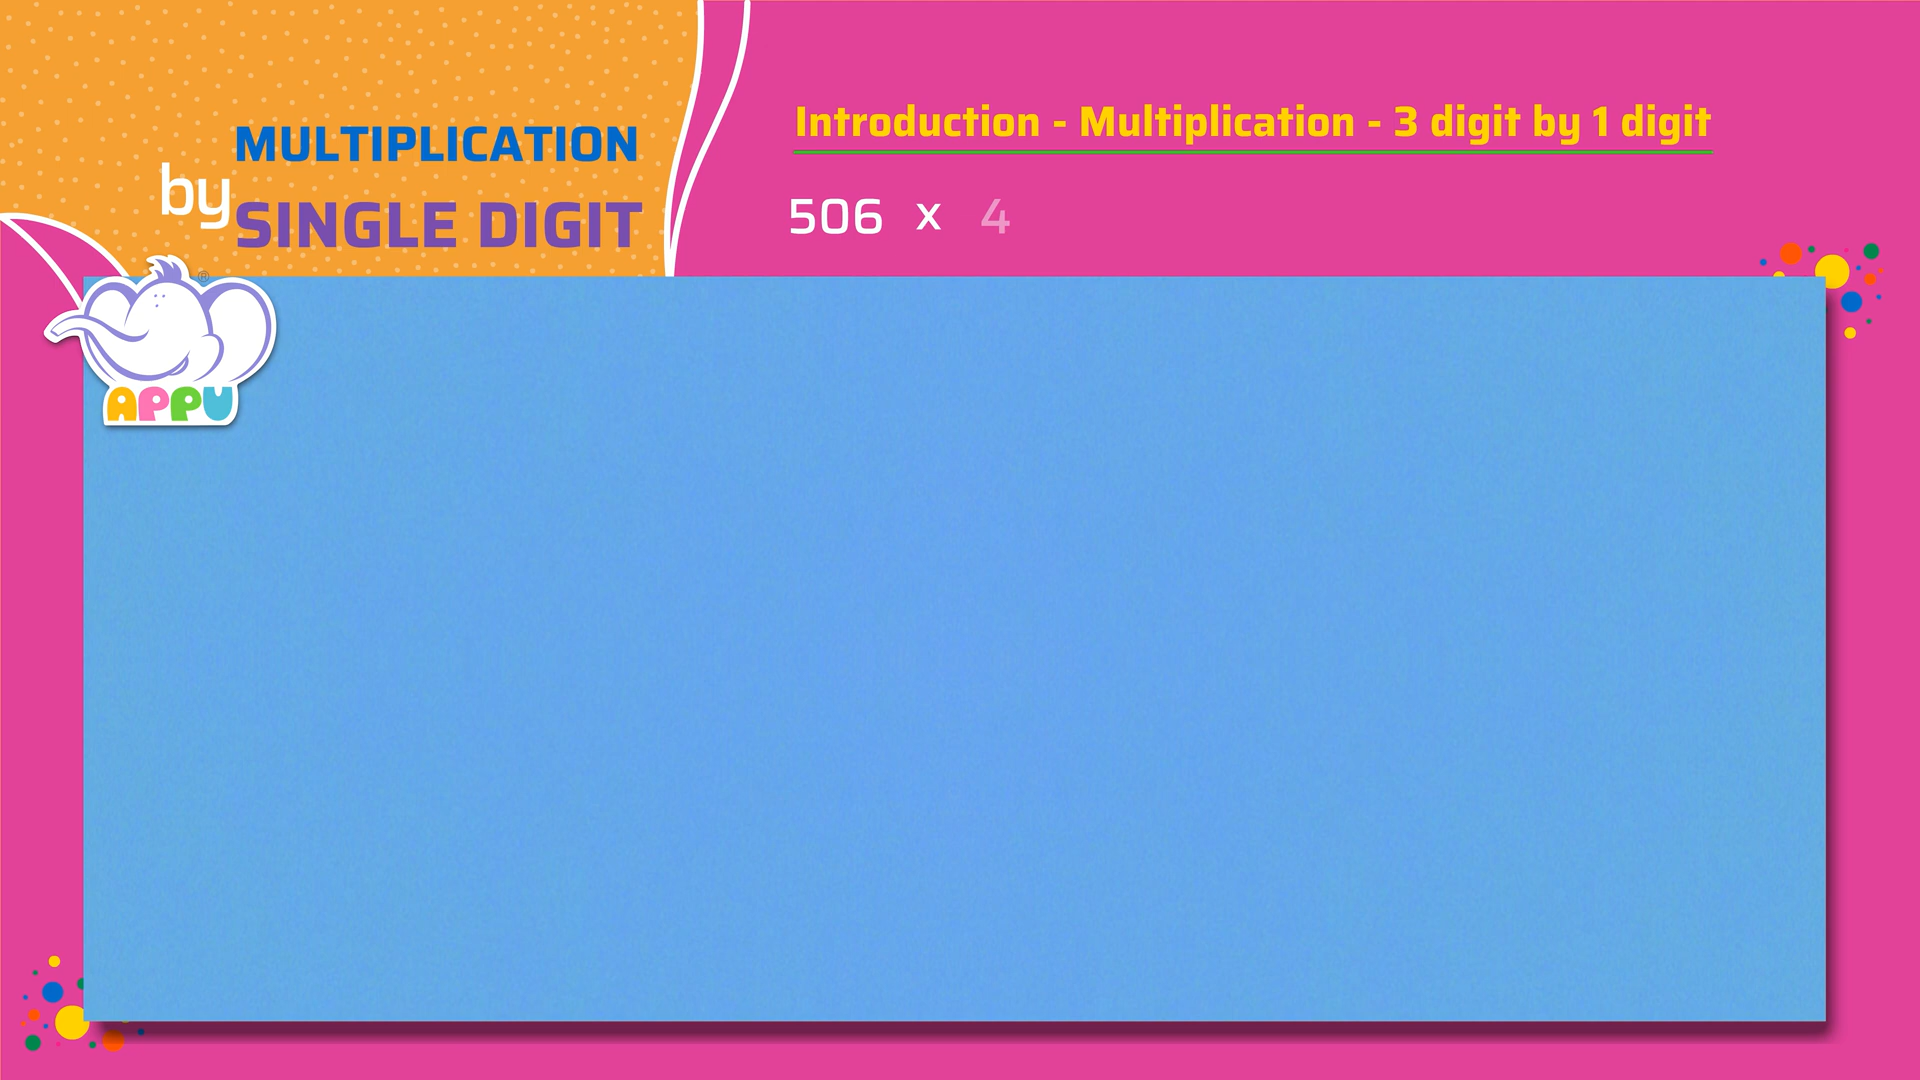 MULTIPLICATION
by SINGLE DIGIT
Introduction - Multiplication - 3 digit by 1 digit
506 x 4
®
APPU